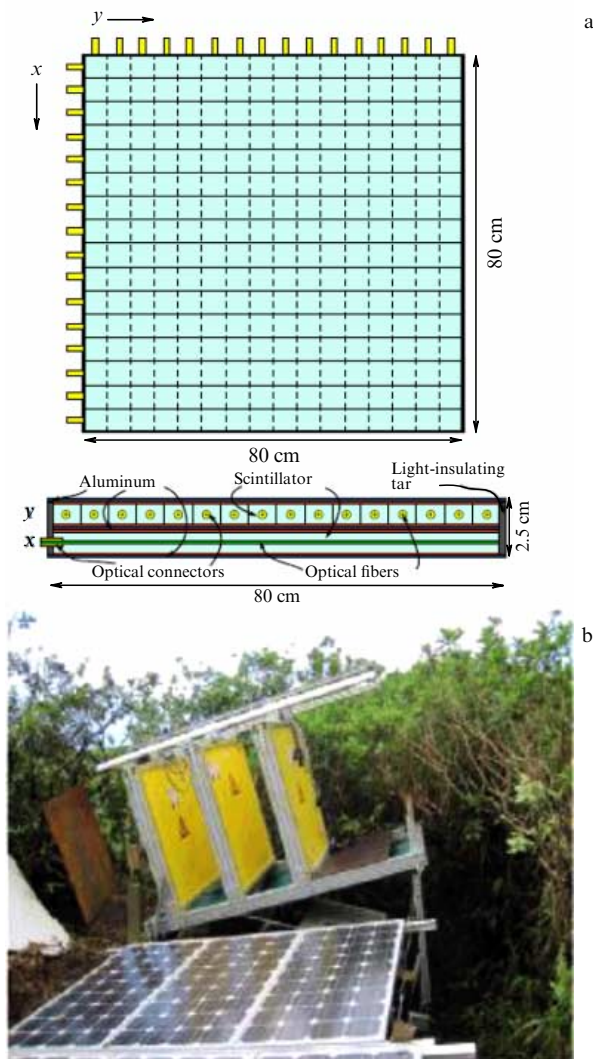 y
a
x
80 cm
80 cm
Aluminum
Scintillator
Light-insulating
tar
y
x
2.5 cm
Optical connectors
Optical fibers
80 cm
b